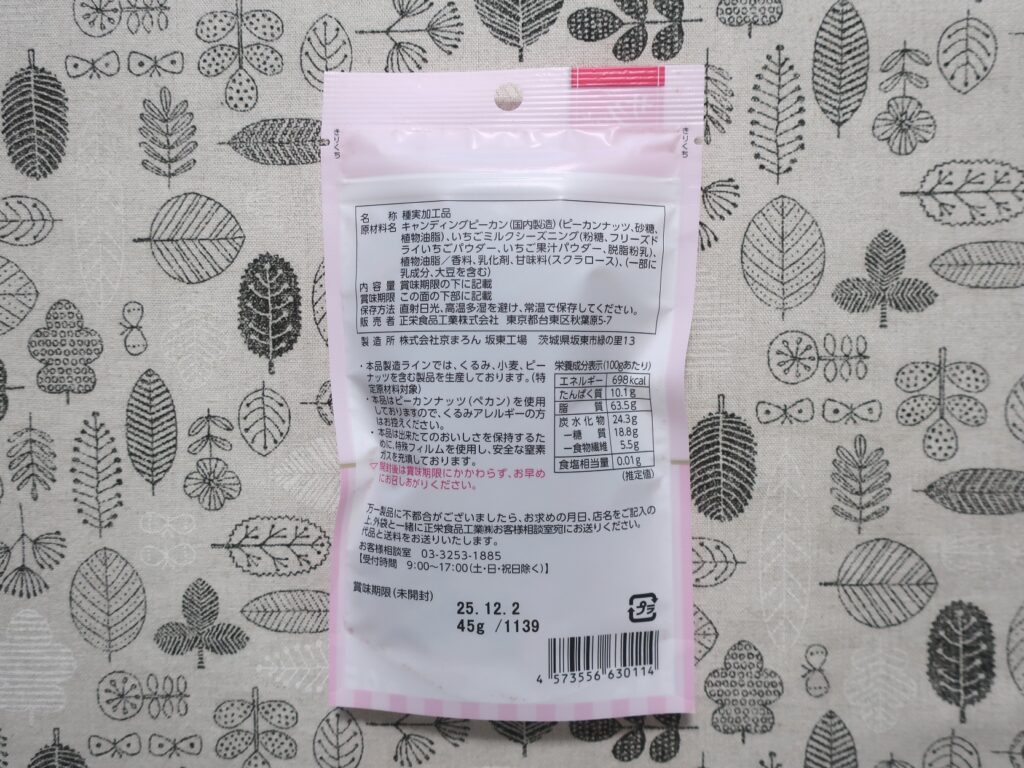 きりくち
きりくち
名称 種実加工品
原材料名 キャンディングピーカン(国内製造)(ピーカンナッツ、砂糖、
植物油脂)、いちごミルクシーズニング(粉糖、フリーズド
ライいちごパウダー、いちご果汁パウダー、脱脂粉乳)、
植物油脂/香料、乳化剤、甘味料(スクラロース)、(一部に
乳成分、大豆を含む)
内容量 賞味期限の下に記載
賞味期限 この面の下部に記載
保存方法 直射日光、高温多湿を避け、常温で保存してください。
販売者 正栄食品工業株式会社 東京都台東区秋葉原5-7
製造所 株式会社京まろん 坂東工場 茨城県坂東市緑の里13
・本品製造ラインでは、くるみ、小麦、ピー
ナッツを含む製品を生産しております。(特
定原材料対象)
・本品はピーカンナッツ(ペカン)を使用
しておりますので、くるみアレルギーの方
はお控えください。
・本品は出来たてのおいしさを保持するた
めに、特殊フィルムを使用し、安全な窒素
ガスを充填しております。
▽開封後は賞味期限にかかわらず、お早め
にお召しあがりください。
栄養成分表示(100gあたり)
エネルギー 698kcal
たんぱく質 10.1g
脂質 63.5g
炭水化物 24.3g
―糖質 18.8g
―食物繊維 5.5g
食塩相当量 0.01g
(推定値)
万一製品に不都合がございましたら、お求めの月日、店名をご記入の
上、外袋と一緒に正栄食品工業㈱お客様相談室宛にお送りください。
代品と送料をお送りいたします。
お客様相談室 03-3253-1885
【受付時間 9:00〜17:00(土・日・祝日除く)】
賞味期限(未開封)
25.12.2
45g /1139
プラ
4 573556 630114